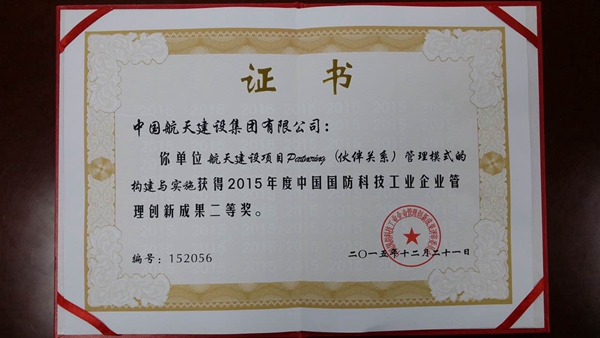 证书
中国航天建设集团有限公司：
你单位航天建设项目Partnering（伙伴关系）管理模式的
构建与实施获得2015年度中国国防科技工业企业管
理创新成果二等奖。
编号：152056
二〇一五年十二月二十一日